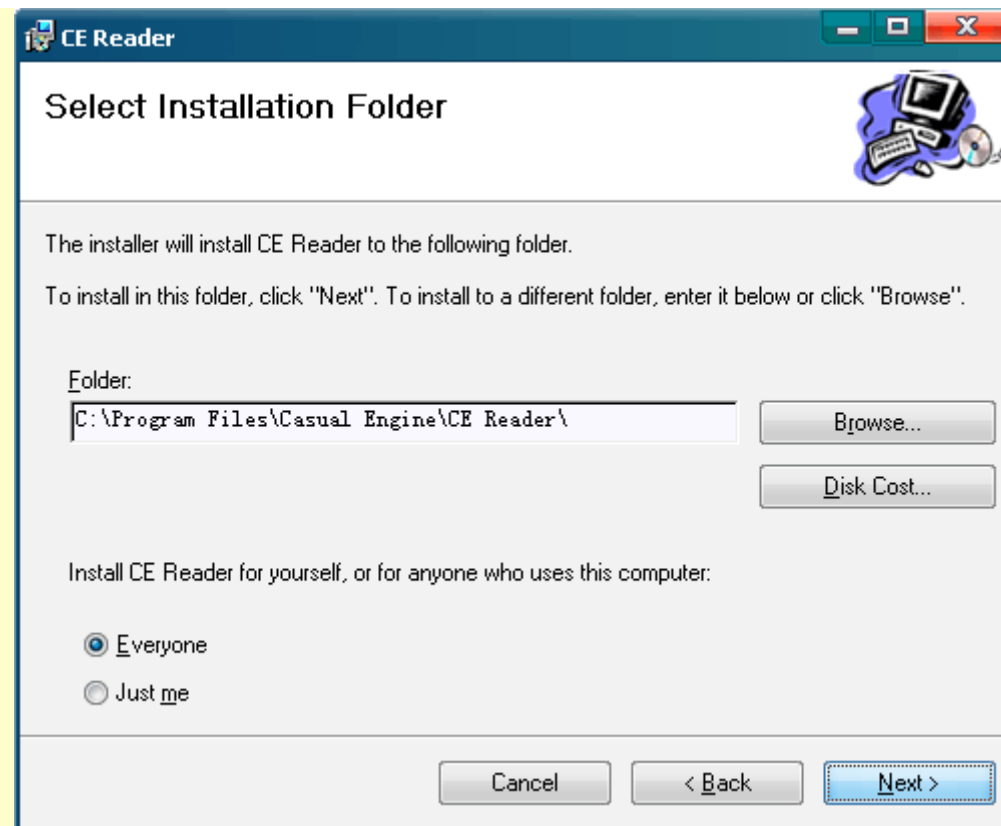 CE Reader
Select Installation Folder
The installer will install CE Reader to the following folder.
To install in this folder, click "Next". To install to a different folder, enter it below or click "Browse".
Folder:
C:\Program Files\Casual Engine\CE Reader\
Browse...
Disk Cost...
Install CE Reader for yourself, or for anyone who uses this computer:
Everyone
Just me
Cancel
< Back
Next >